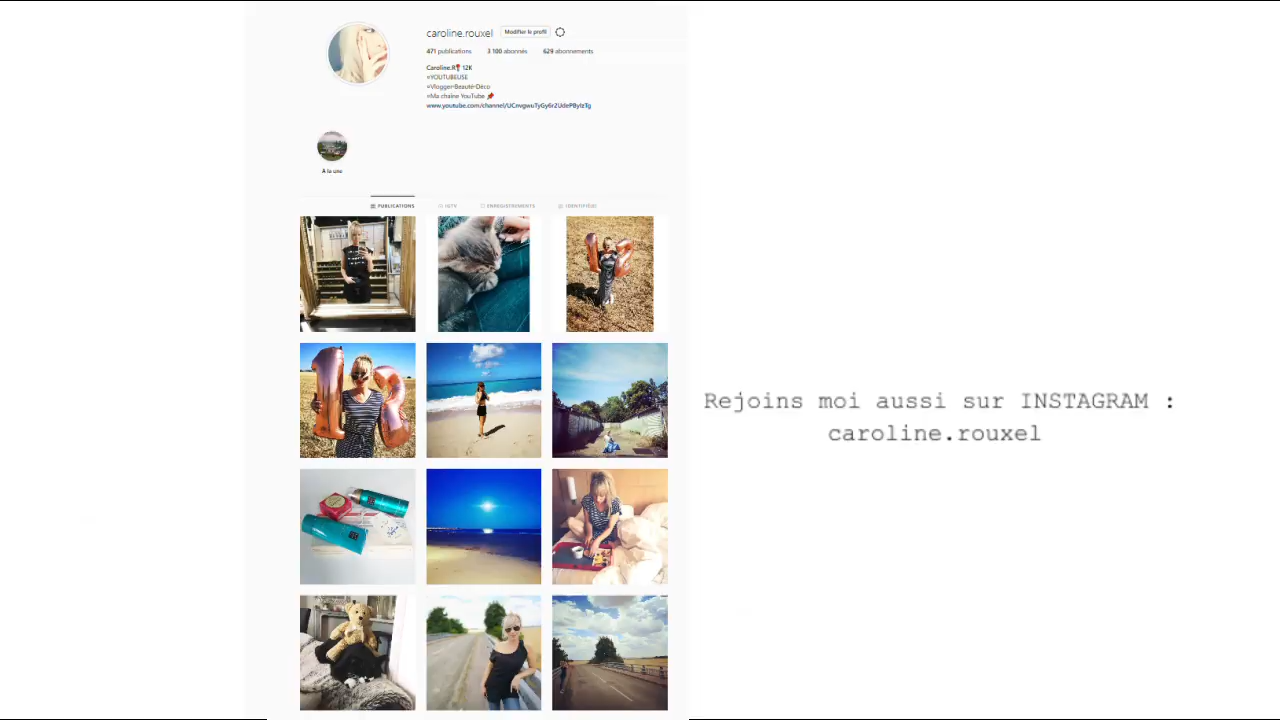 caroline.rouxel Modifier le profil
471 publications 3 100 abonnés 629 abonnements
Caroline.R📍12K
▫YOUTUBEUSE
▫Vlogger-Beauté-Déco
▫Ma chaîne YouTube 📌
À la une
PUBLICATIONS IGTV ENREGISTREMENTS IDENTIFIÉ(E)
Rejoins moi aussi sur INSTAGRAM :
caroline.rouxel